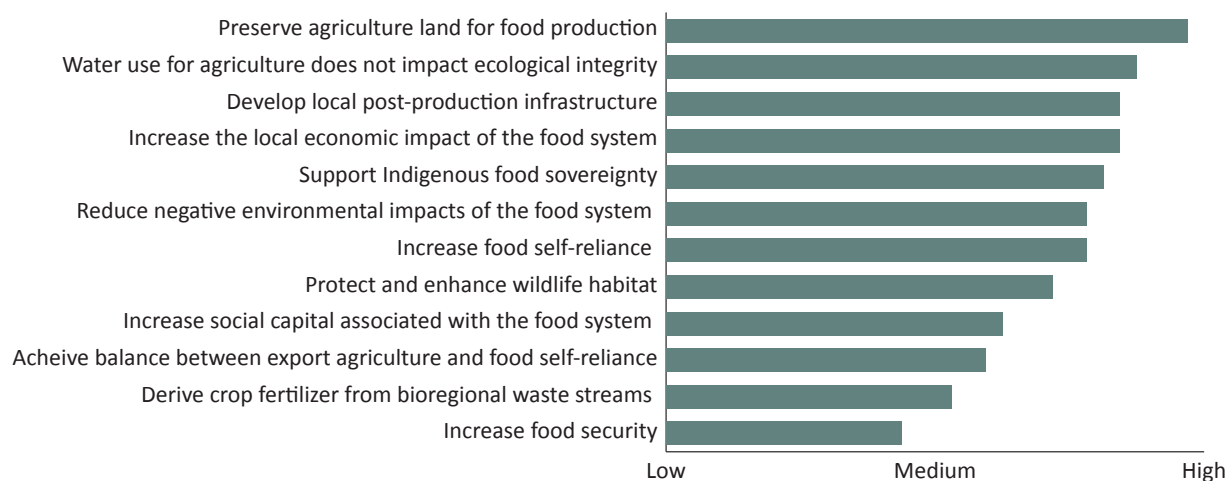 Preserve agriculture land for food production
Water use for agriculture does not impact ecological integrity
Develop local post-production infrastructure
Increase the local economic impact of the food system
Support Indigenous food sovereignty
Reduce negative environmental impacts of the food system
Increase food self-reliance
Protect and enhance wildlife habitat
Increase social capital associated with the food system
Acheive balance between export agriculture and food self-reliance
Derive crop fertilizer from bioregional waste streams
Increase food security
Low Medium High